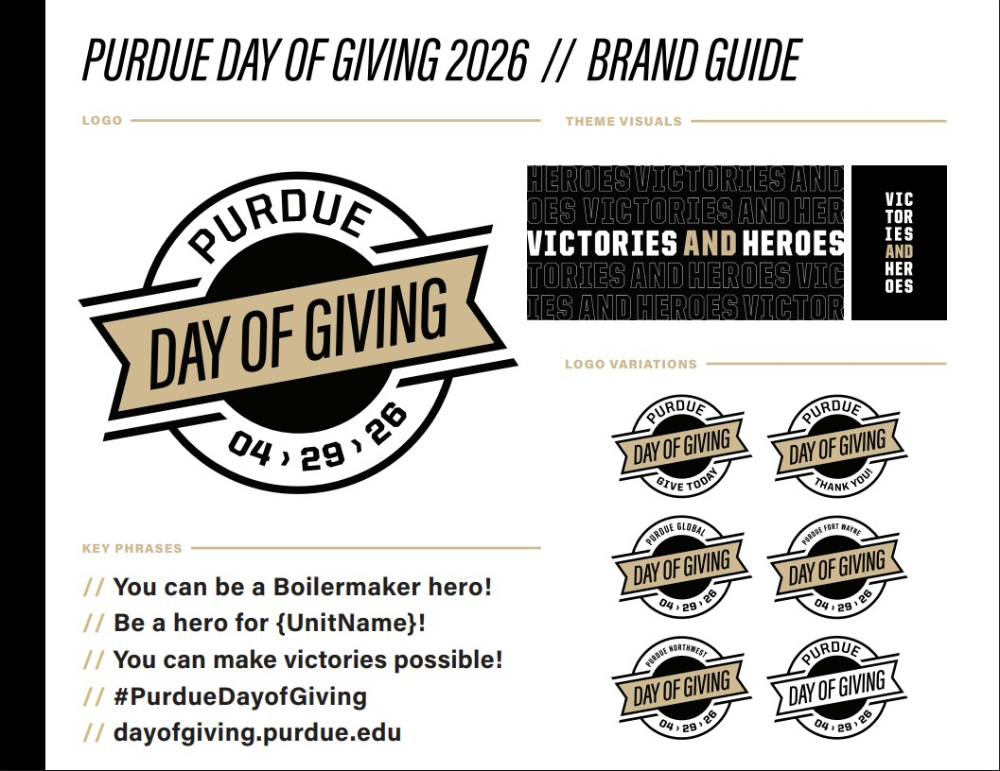 PURDUE DAY OF GIVING 2026 // BRAND GUIDE
LOGO
PURDUE
DAY OF GIVING
04 › 29 › 26
KEY PHRASES
// You can be a Boilermaker hero!
// Be a hero for {UnitName}!
// You can make victories possible!
// #PurdueDayofGiving
// dayofgiving.purdue.edu
THEME VISUALS
HEROES VICTORIES AND
OES VICTORIES AND HER
VICTORIES AND HEROES
TORIES AND HEROES VIC
IES AND HEROES VICTOR
VIC
TOR
IES
AND
HER
OES
LOGO VARIATIONS
PURDUE
DAY OF GIVING
GIVE TODAY
PURDUE
DAY OF GIVING
THANK YOU!
PURDUE GLOBAL
DAY OF GIVING
04 › 29 › 26
PURDUE FORT WAYNE
DAY OF GIVING
04 › 29 › 26
PURDUE NORTHWEST
DAY OF GIVING
04 › 29 › 26
PURDUE
DAY OF GIVING
04 › 29 › 26